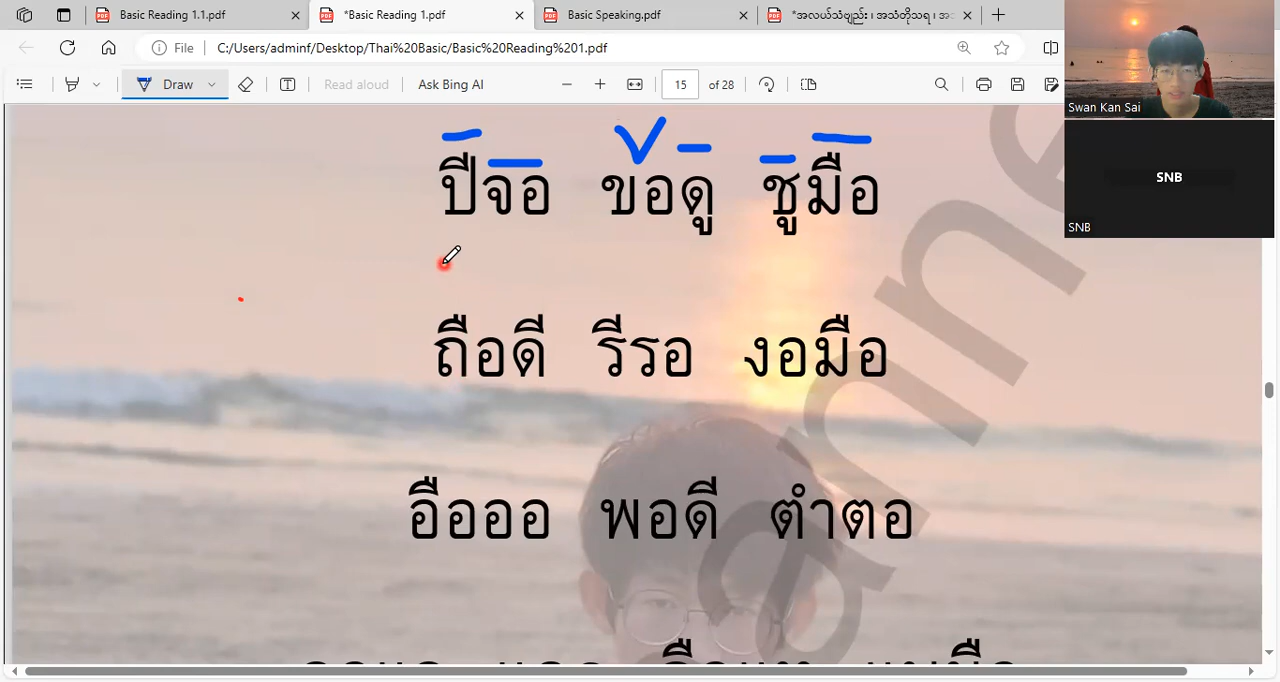 Basic Reading 1.1.pdf
*Basic Reading 1.pdf
Basic Speaking.pdf
File
C:/Users/adminf/Desktop/Thai%20Basic/Basic%20Reading%201.pdf
Draw
Read aloud
Ask Bing AI
15
of 28
Swan Kan Sai
SNB
SNB
ปีจอ ขอดู ชูมือ
ถือดี รีรอ งอมือ
อือออ พอดี ตำตอ